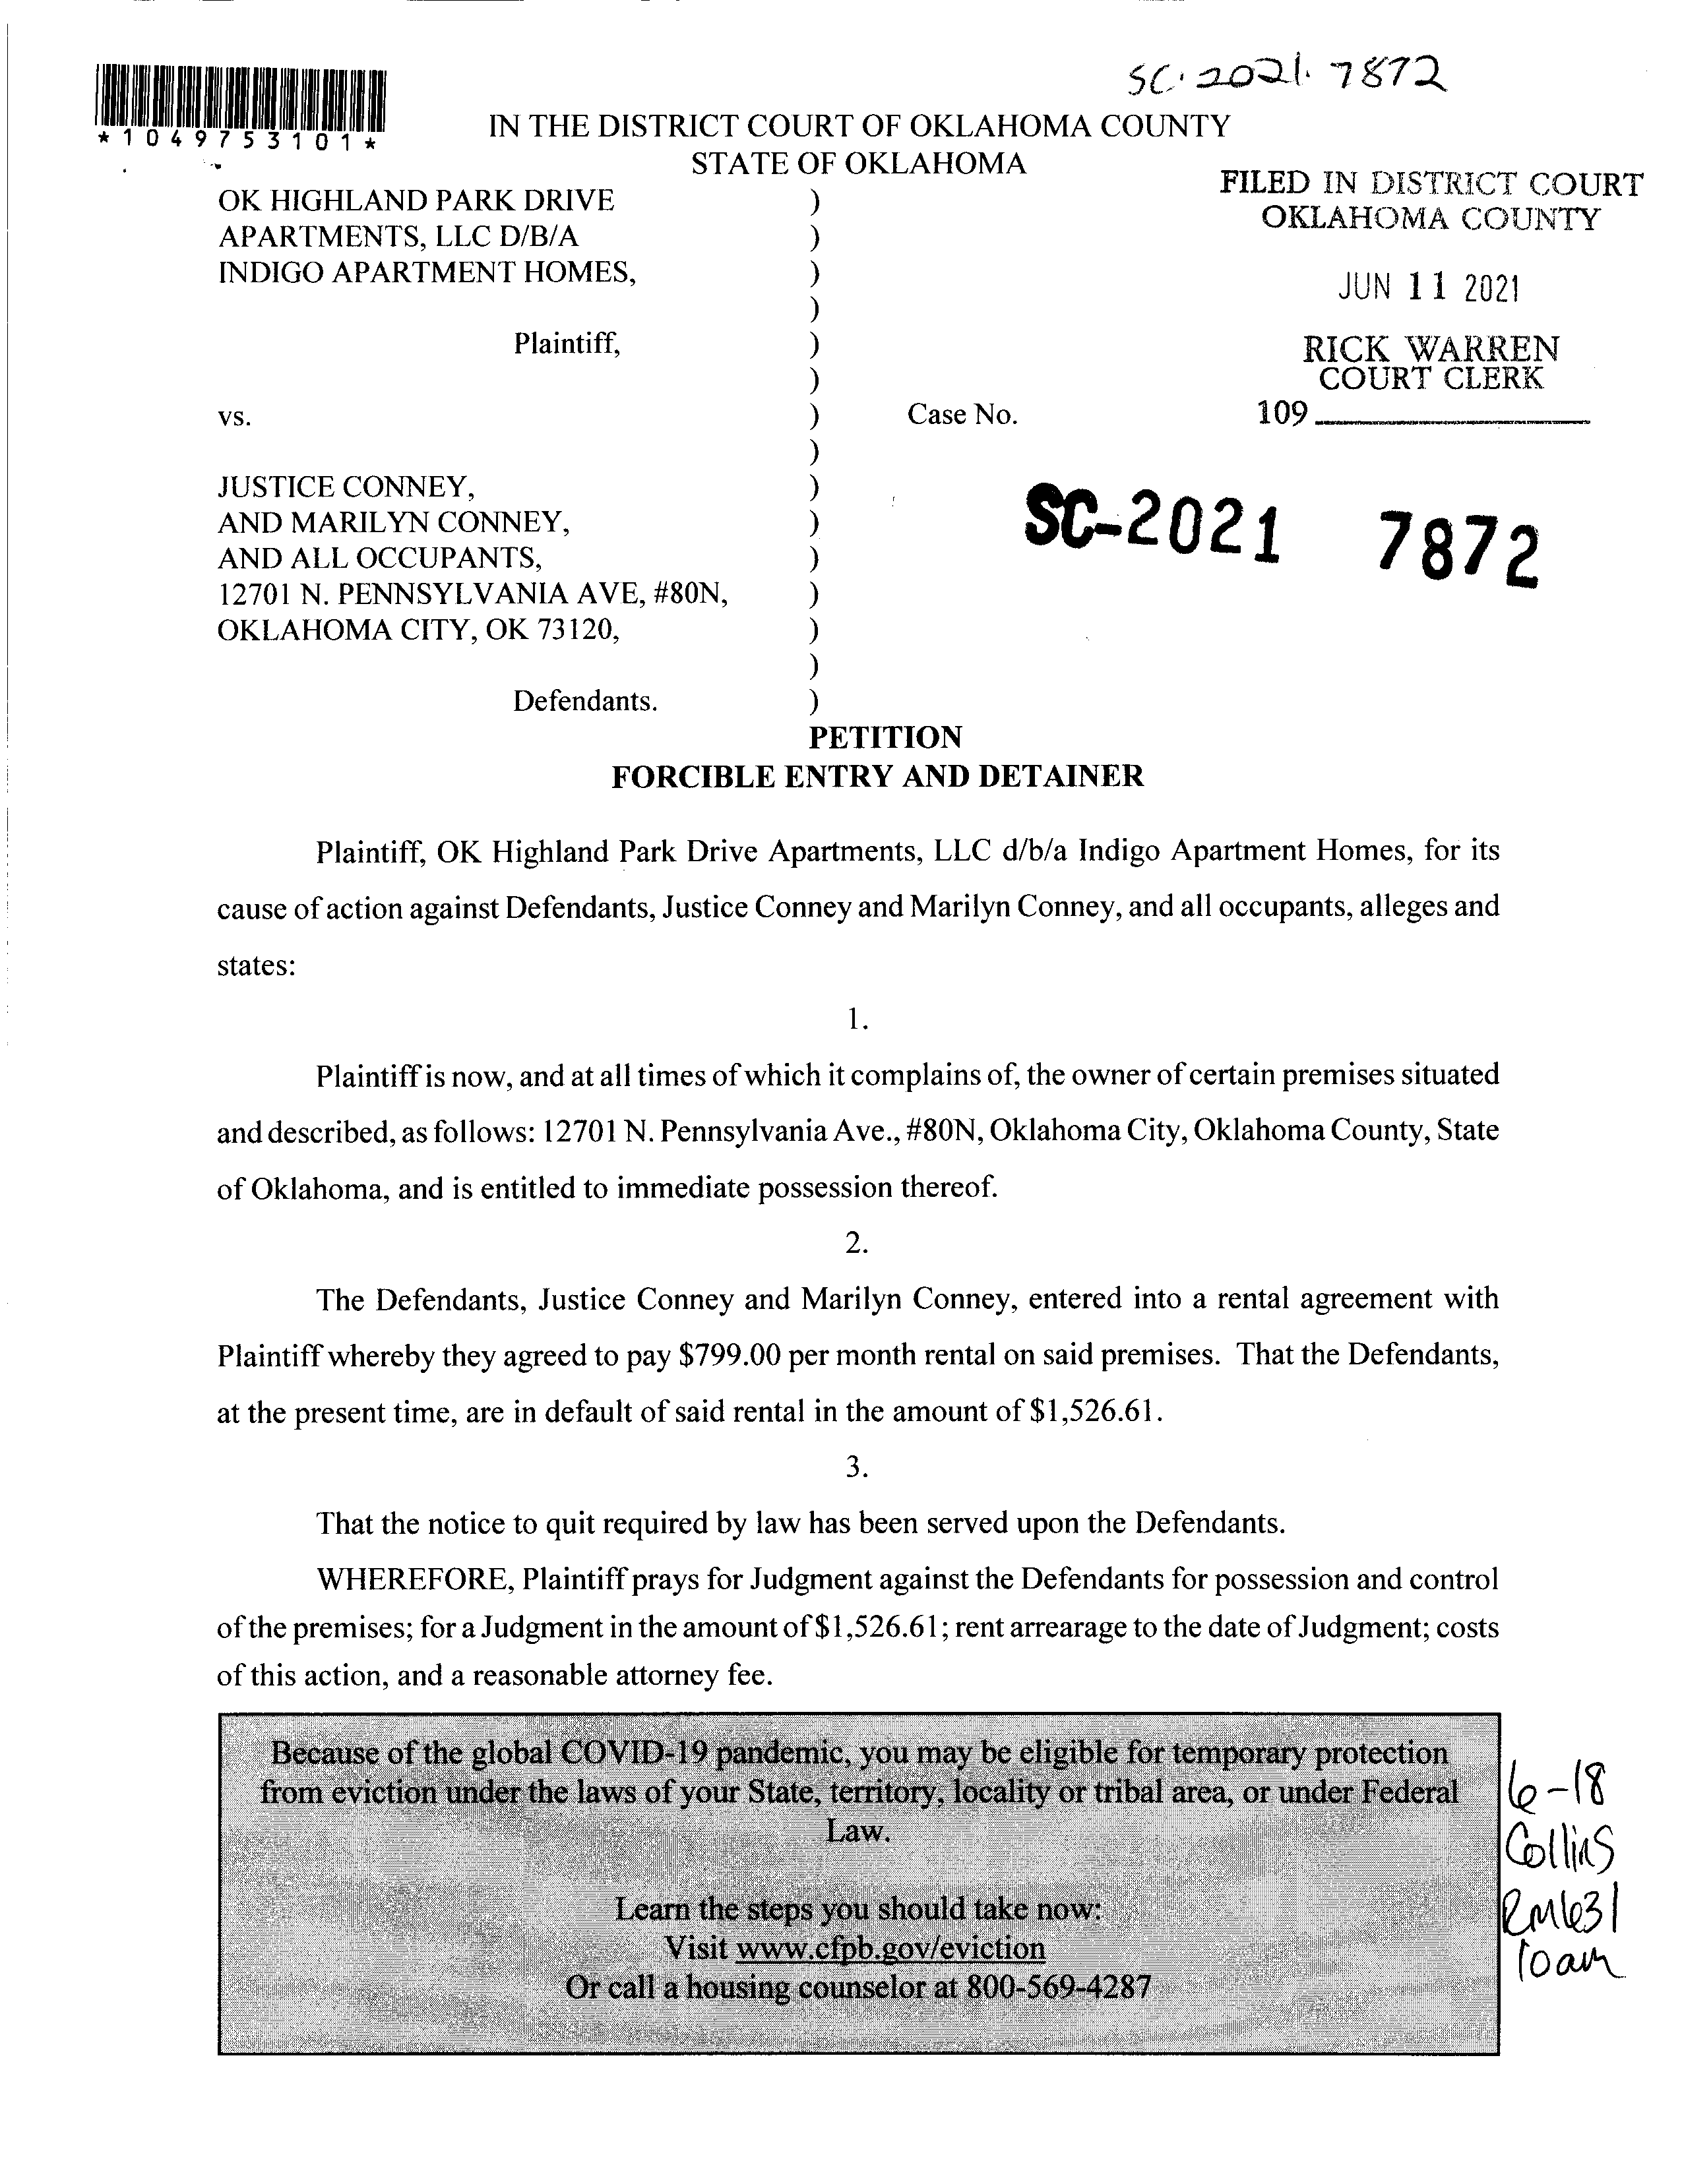 SC. 2021. 7872
*1049753101*
IN THE DISTRICT COURT OF OKLAHOMA COUNTY
STATE OF OKLAHOMA
FILED IN DISTRICT COURT
OKLAHOMA COUNTY
JUN 11 2021
RICK WARREN
COURT CLERK
109
OK HIGHLAND PARK DRIVE )
APARTMENTS, LLC D/B/A )
INDIGO APARTMENT HOMES, )
)
Plaintiff, )
)
vs. ) Case No.
)
JUSTICE CONNEY, )
AND MARILYN CONNEY, )
AND ALL OCCUPANTS, )
12701 N. PENNSYLVANIA AVE, #80N, )
OKLAHOMA CITY, OK 73120, )
)
Defendants. )
SC-2021 7872
PETITION
FORCIBLE ENTRY AND DETAINER
Plaintiff, OK Highland Park Drive Apartments, LLC d/b/a Indigo Apartment Homes, for its
cause of action against Defendants, Justice Conney and Marilyn Conney, and all occupants, alleges and
states:
1.
Plaintiff is now, and at all times of which it complains of, the owner of certain premises situated
and described, as follows: 12701 N. Pennsylvania Ave., #80N, Oklahoma City, Oklahoma County, State
of Oklahoma, and is entitled to immediate possession thereof.
2.
The Defendants, Justice Conney and Marilyn Conney, entered into a rental agreement with
Plaintiff whereby they agreed to pay $799.00 per month rental on said premises. That the Defendants,
at the present time, are in default of said rental in the amount of $1,526.61.
3.
That the notice to quit required by law has been served upon the Defendants.
WHEREFORE, Plaintiff prays for Judgment against the Defendants for possession and control
of the premises; for a Judgment in the amount of $1,526.61; rent arrearage to the date of Judgment; costs
of this action, and a reasonable attorney fee.
Because of the global COVID-19 pandemic, you may be eligible for temporary protection
from eviction under the laws of your State, territory, locality or tribal area, or under Federal
Law.
Learn the steps you should take now:
Visit www.cfpb.gov/eviction
Or call a housing counselor at 800-569-4287
6-18
Collins
Rm631
10am